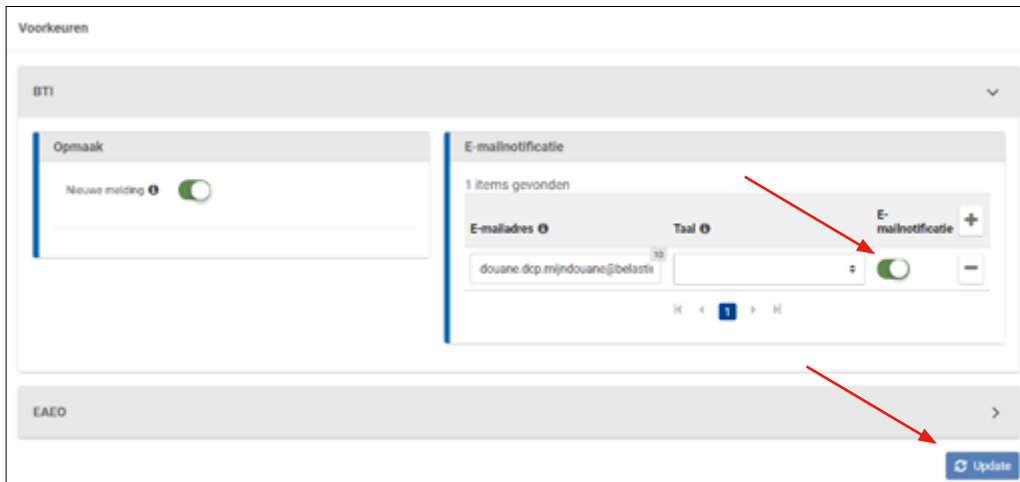 Voorkeuren
BTI
Opmaak
Nieuwe melding
E-mailnotificatie
1 items gevonden
E-mailadres
Taal
E-
mailnotificatie
+
10
douane.dcp.mijndouane@belastin
1
EAEO
Update